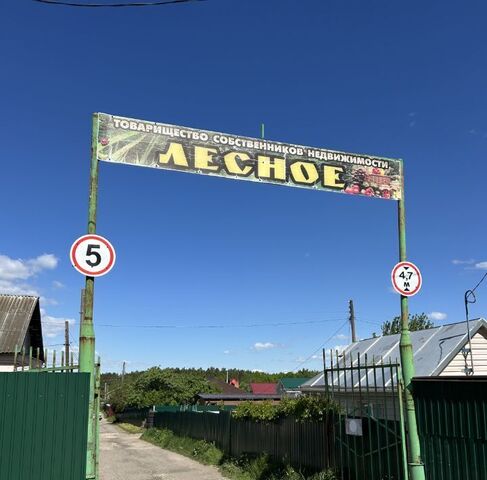 ТОВАРИЩЕСТВО СОБСТВЕННИКОВ НЕДВИЖИМОСТИ
ЛЕСНОЕ
5
4,7
м